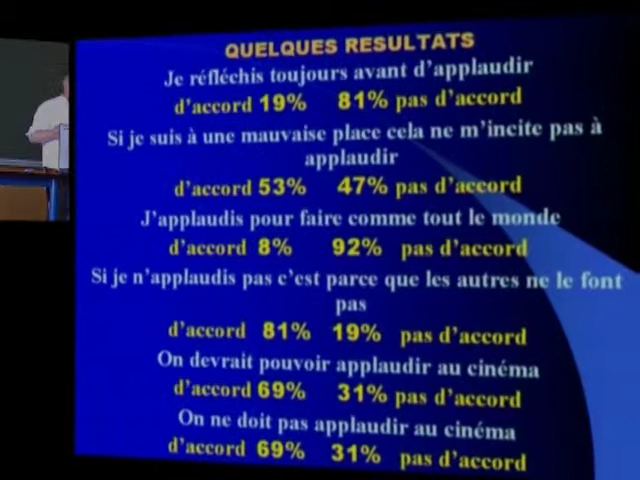 QUELQUES RESULTATS
Je réfléchis toujours avant d'applaudir
d'accord 19% 81% pas d'accord
Si je suis à une mauvaise place cela ne m'incite pas à
applaudir
d'accord 53% 47% pas d'accord
J'applaudis pour faire comme tout le monde
d'accord 8% 92% pas d'accord
Si je n'applaudis pas c'est parce que les autres ne le font
pas
d'accord 81% 19% pas d'accord
On devrait pouvoir applaudir au cinéma
d'accord 69% 31% pas d'accord
On ne doit pas applaudir au cinéma
d'accord 69% 31% pas d'accord